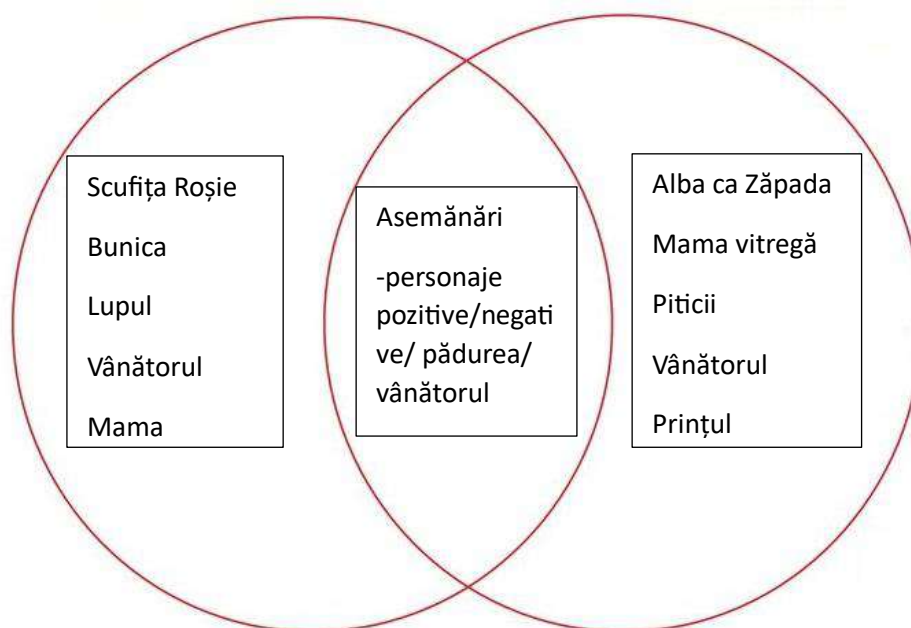 Scufița Roșie
Bunica
Lupul
Vânătorul
Mama
Asemănări
-personaje
pozitive/negati
ve/ pădurea/
vânătorul
Alba ca Zăpada
Mama vitregă
Piticii
Vânătorul
Prințul